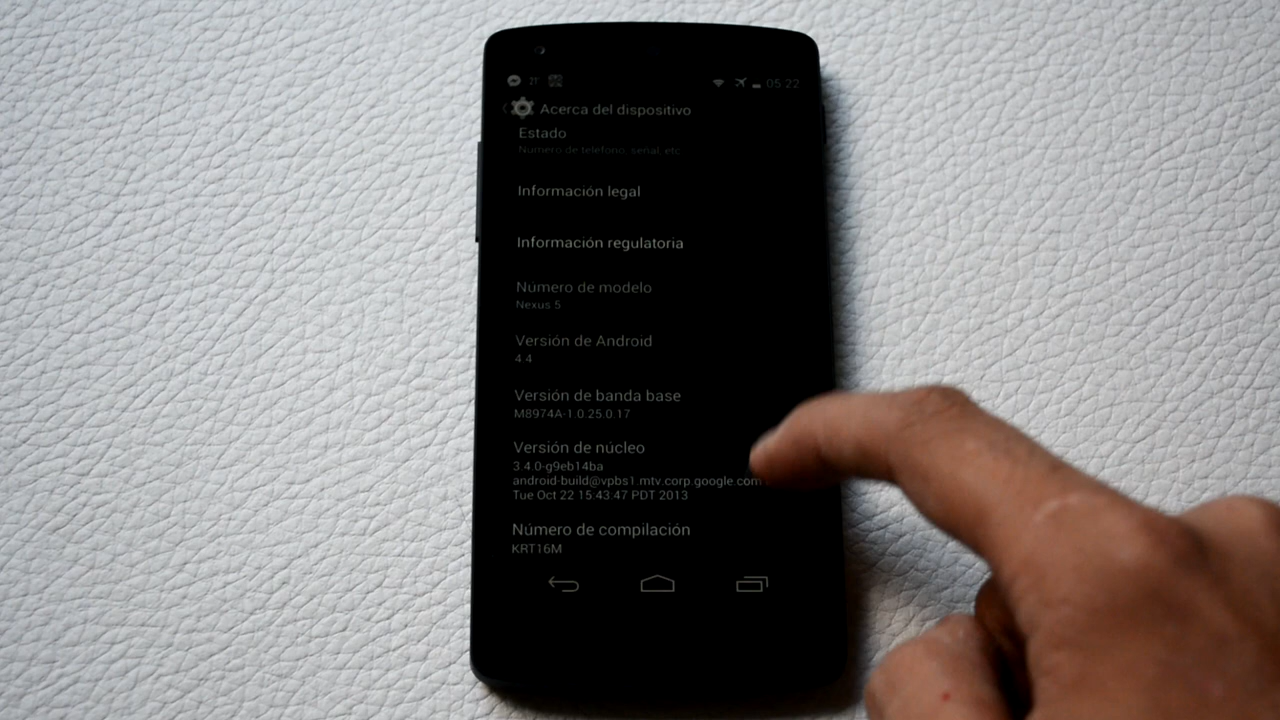 21°
05:22
Acerca del dispositivo
Estado
Número de teléfono, señal, etc.
Información legal
Información regulatoria
Número de modelo
Nexus 5
Versión de Android
4.4
Versión de banda base
M8974A-1.0.25.0.17
Versión de núcleo
3.4.0-g9eb14ba
android-build@vpbs1.mtv.corp.google.com
Tue Oct 22 15:43:47 PDT 2013
Número de compilación
KRT16M